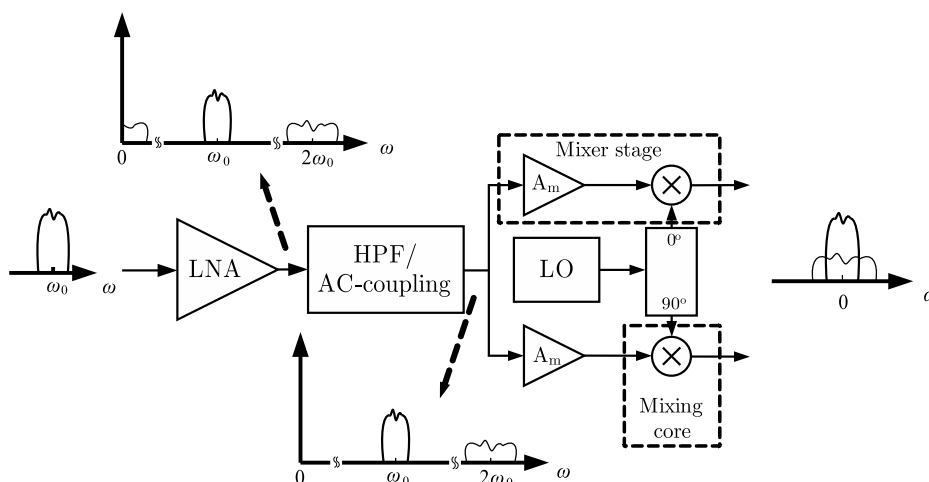 0
ω₀
2ω₀
ω
Mixer stage
Aₘ
0°
ω₀
ω
LNA
HPF/
AC-coupling
LO
90°
0
Aₘ
Mixing
core
0
ω₀
2ω₀
ω